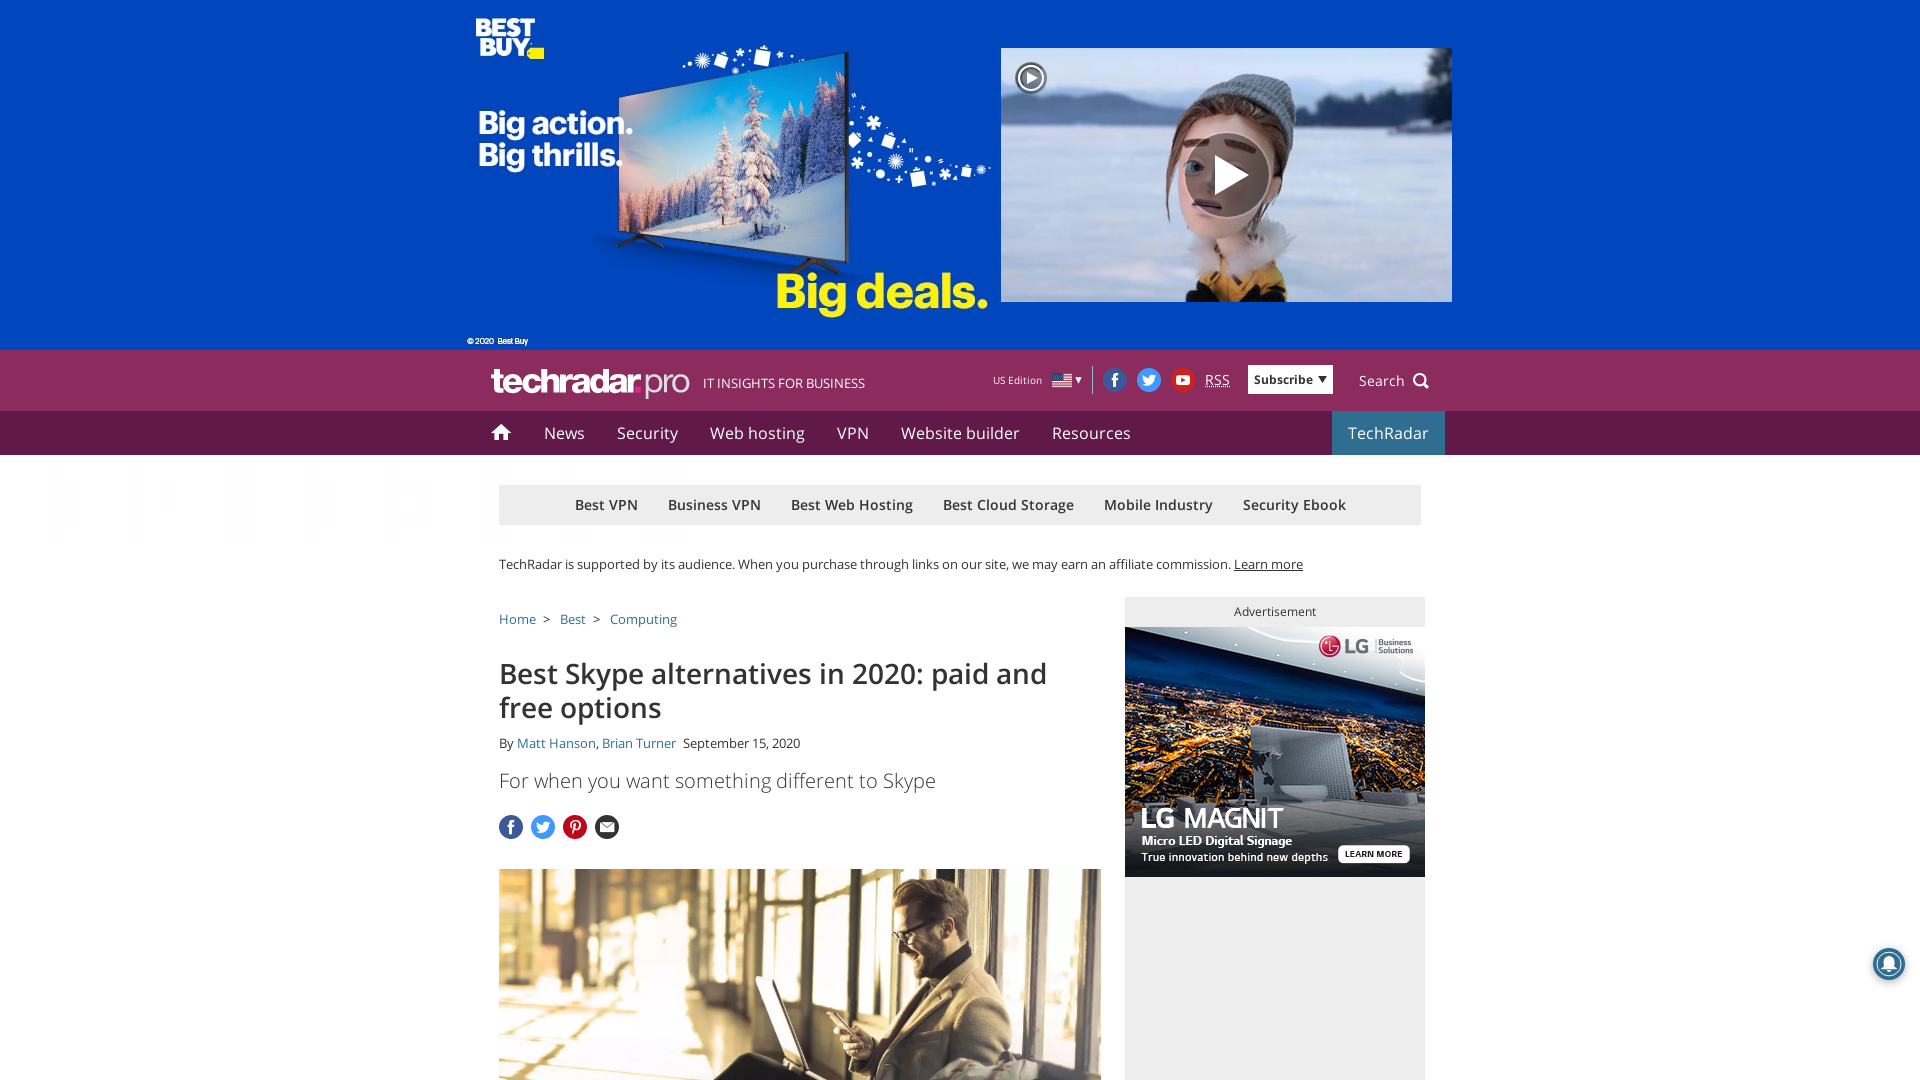 BEST
BUY
Big action.
Big thrills.
Big deals.
© 2020 Best Buy
techradar.pro IT INSIGHTS FOR BUSINESS
US Edition ▼ RSS Subscribe ▼ Search
News Security Web hosting VPN Website builder Resources TechRadar
Best VPN Business VPN Best Web Hosting Best Cloud Storage Mobile Industry Security Ebook
TechRadar is supported by its audience. When you purchase through links on our site, we may earn an affiliate commission. Learn more
Home > Best > Computing
Best Skype alternatives in 2020: paid and
free options
By Matt Hanson, Brian Turner September 15, 2020
For when you want something different to Skype
Advertisement
LG Business
Solutions
LG MAGNIT
Micro LED Digital Signage
True innovation behind new depths LEARN MORE